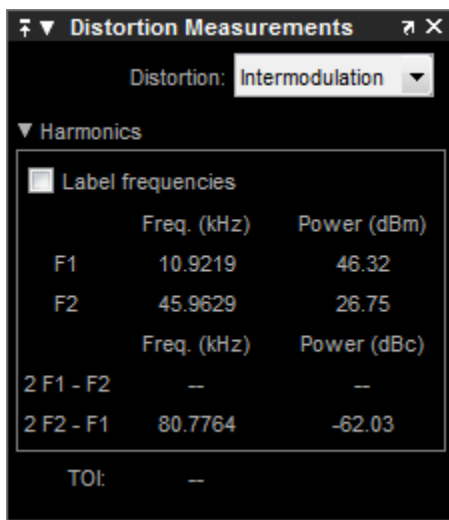 Distortion Measurements
Distortion: Intermodulation
Harmonics
Label frequencies
Freq. (kHz) Power (dBm)
F1 10.9219 46.32
F2 45.9629 26.75
Freq. (kHz) Power (dBc)
2 F1 - F2 -- --
2 F2 - F1 80.7764 -62.03
TOI: --